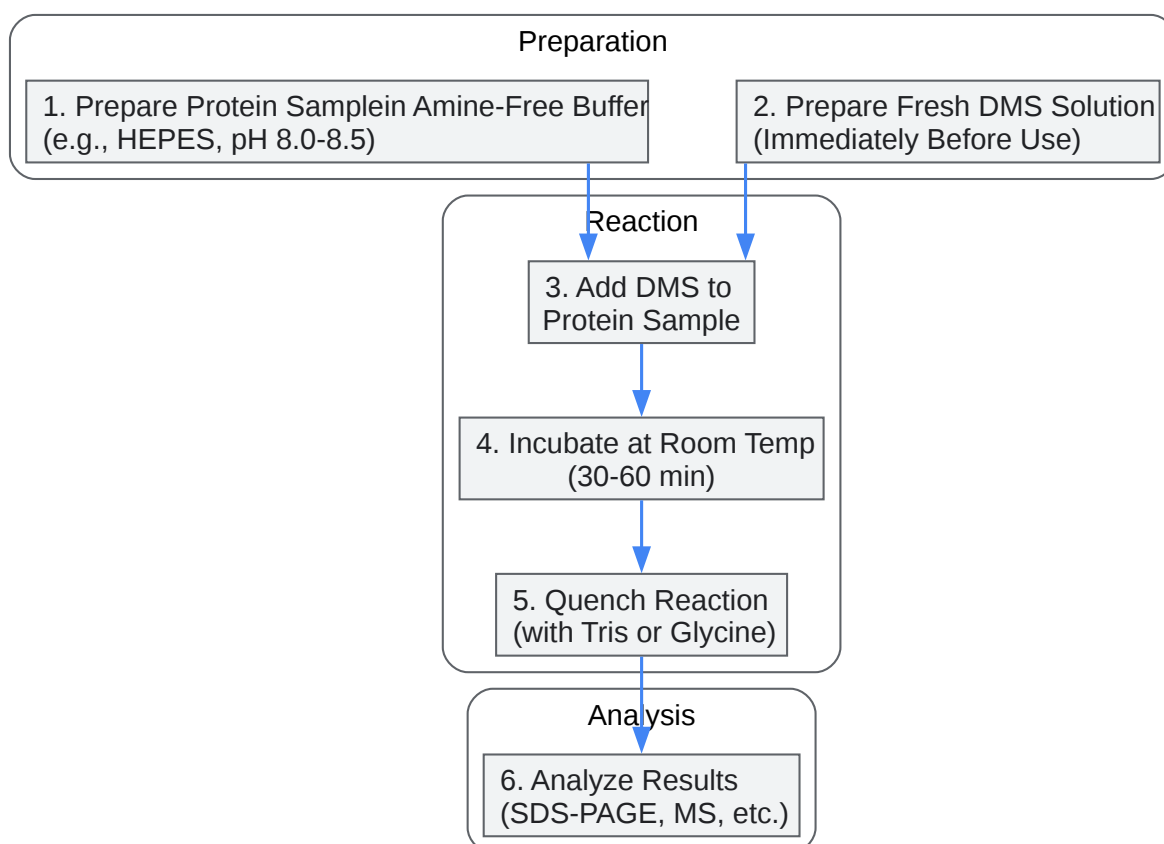 Preparation
1. Prepare Protein Samplein Amine-Free Buffer
(e.g., HEPES, pH 8.0-8.5)
2. Prepare Fresh DMS Solution
(Immediately Before Use)
Reaction
3. Add DMS to
Protein Sample
4. Incubate at Room Temp
(30-60 min)
5. Quench Reaction
(with Tris or Glycine)
Analysis
6. Analyze Results
(SDS-PAGE, MS, etc.)